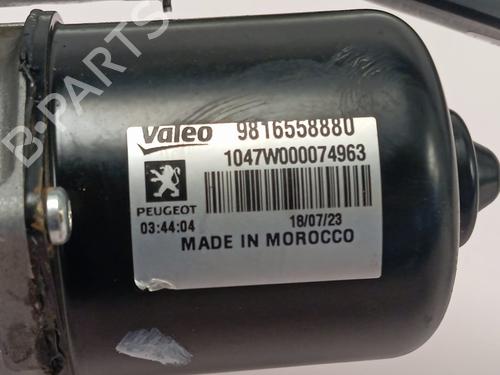 B-PARTS
Valeo 9816558880
1047W000074963
PEUGEOT
03:44:04 18/07/23
MADE IN MOROCCO